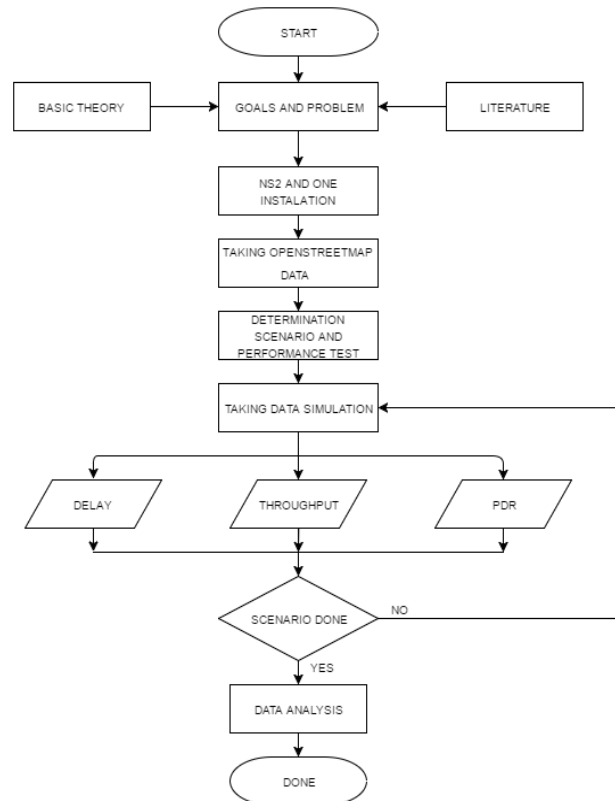 START
BASIC THEORY
GOALS AND PROBLEM
LITERATURE
NS2 AND ONE
INSTALATION
TAKING OPENSTREETMAP
DATA
DETERMINATION
SCENARIO AND
PERFORMANCE TEST
TAKING DATA SIMULATION
DELAY
THROUGHPUT
PDR
SCENARIO DONE
NO
YES
DATA ANALYSIS
DONE